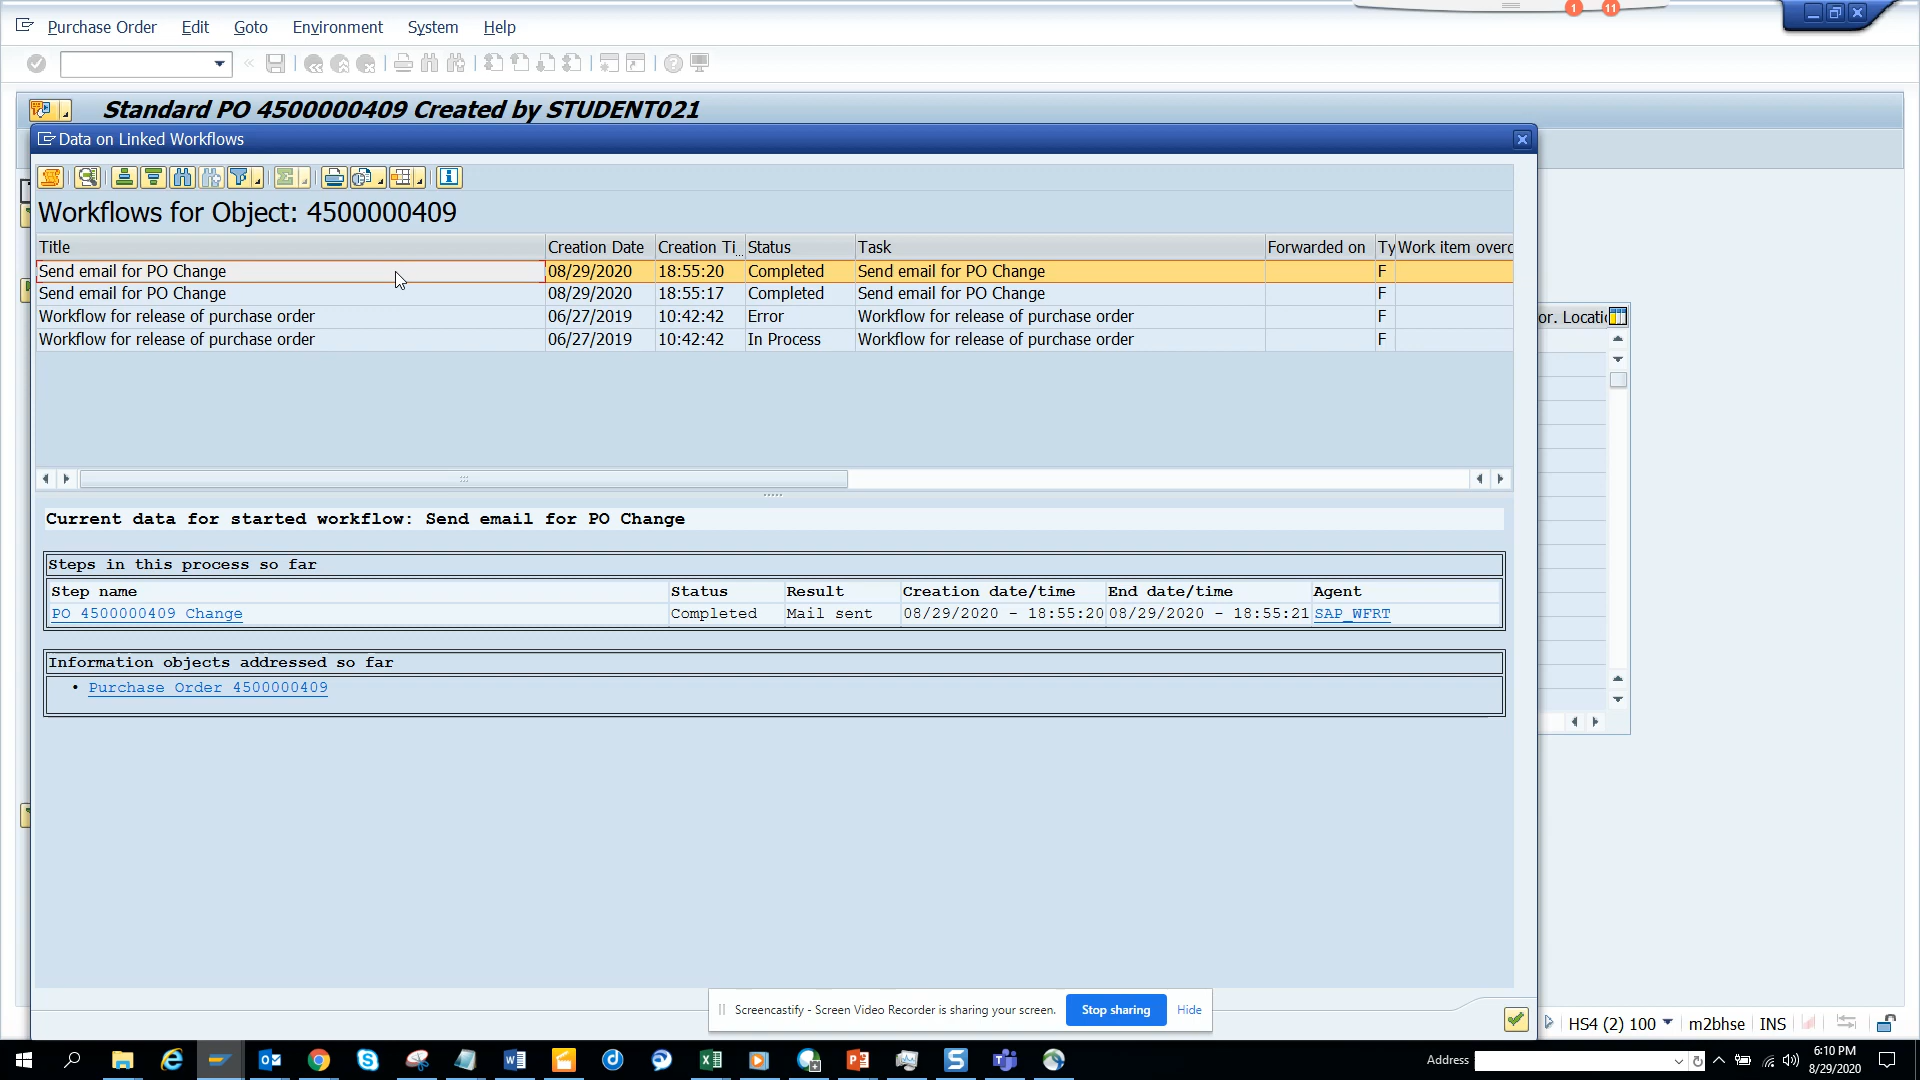 Purchase Order Edit Goto Environment System Help
1 11
Standard PO 4500000409 Created by STUDENT021
Data on Linked Workflows
Workflows for Object: 4500000409
Title Creation Date Creation Ti... Status Task Forwarded on Ty Work item overd
Send email for PO Change 08/29/2020 18:55:20 Completed Send email for PO Change F
Send email for PO Change 08/29/2020 18:55:17 Completed Send email for PO Change F
Workflow for release of purchase order 06/27/2019 10:42:42 Error Workflow for release of purchase order F
Workflow for release of purchase order 06/27/2019 10:42:42 In Process Workflow for release of purchase order F
or. Locatio
Current data for started workflow: Send email for PO Change
Steps in this process so far
Step name Status Result Creation date/time End date/time Agent
PO 4500000409 Change Completed Mail sent 08/29/2020 - 18:55:20 08/29/2020 - 18:55:21 SAP_WFRT
Information objects addressed so far
• Purchase Order 4500000409
Screencastify - Screen Video Recorder is sharing your screen. Stop sharing Hide
HS4 (2) 100 m2bhse INS
Address 6:10 PM
8/29/2020